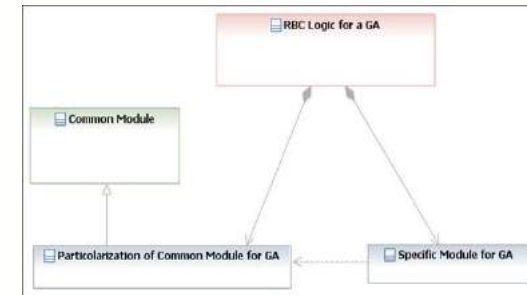 RBC Logic for a GA
Common Module
Particolarization of Common Module for GA
Specific Module for GA